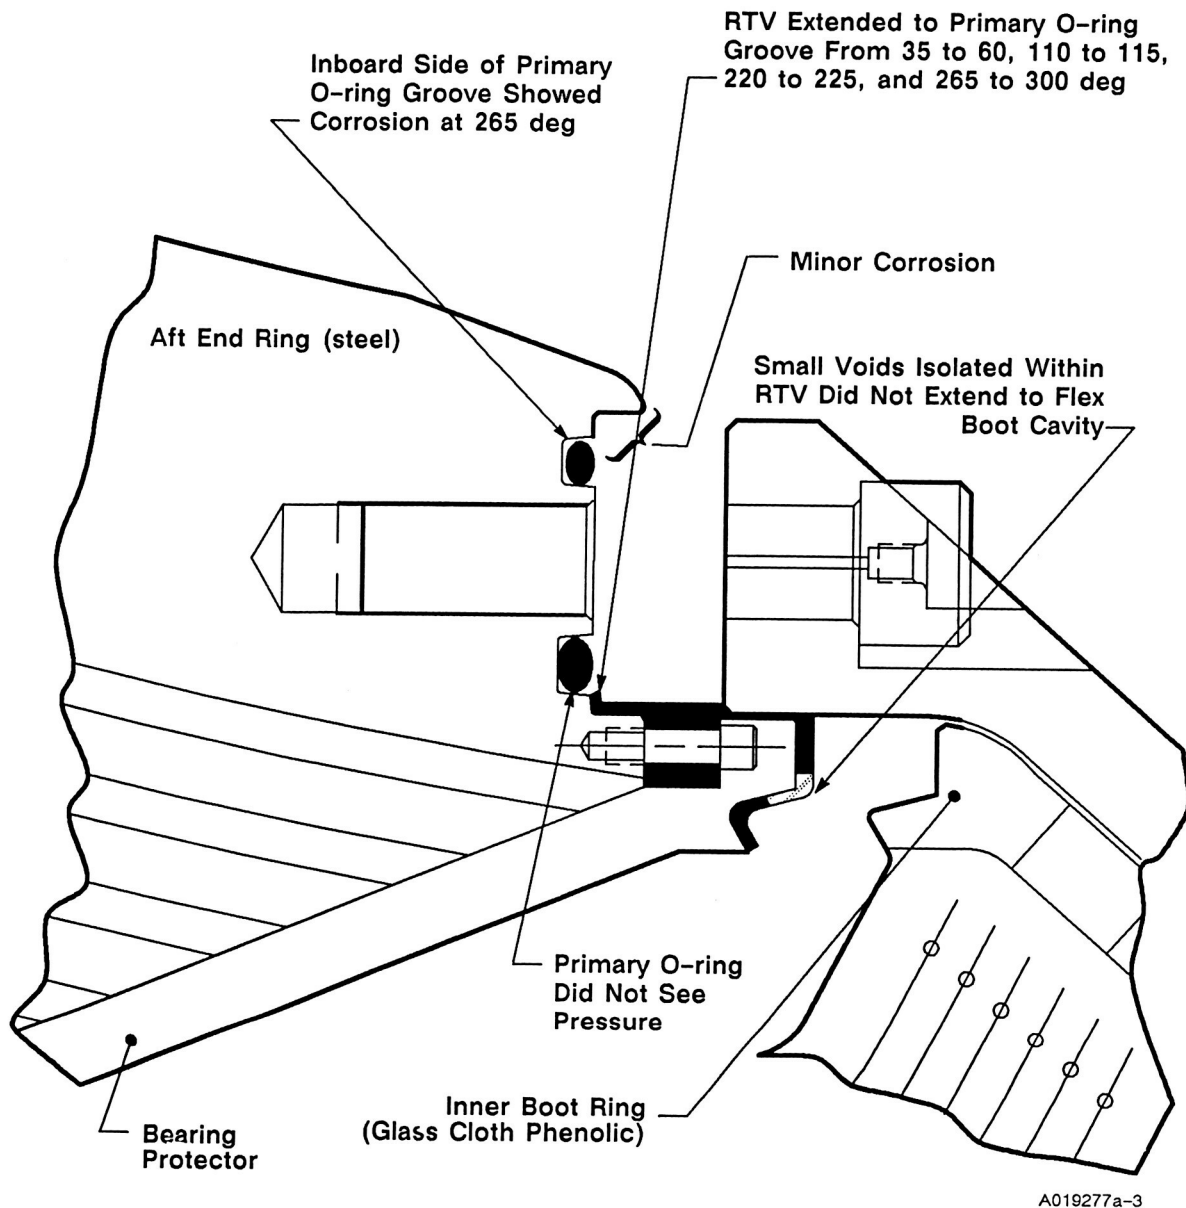 RTV Extended to Primary O-ring
Groove From 35 to 60, 110 to 115,
220 to 225, and 265 to 300 deg
Inboard Side of Primary
O-ring Groove Showed
Corrosion at 265 deg
Minor Corrosion
Aft End Ring (steel)
Small Voids Isolated Within
RTV Did Not Extend to Flex
Boot Cavity
Primary O-ring
Did Not See
Pressure
Inner Boot Ring
(Glass Cloth Phenolic)
Bearing
Protector
A019277a-3